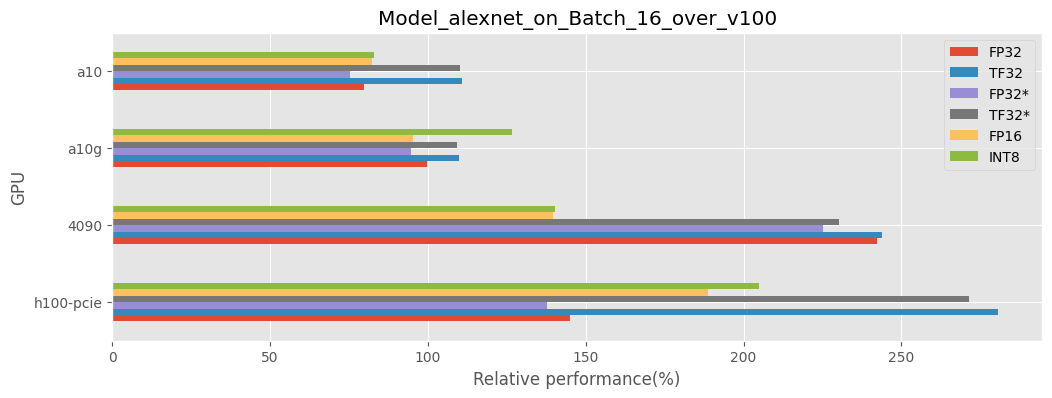 Model_alexnet_on_Batch_16_over_v100
FP32
TF32
FP32*
TF32*
FP16
INT8
GPU
a10
a10g
4090
h100-pcie
0
50
100
150
200
250
Relative performance(%)